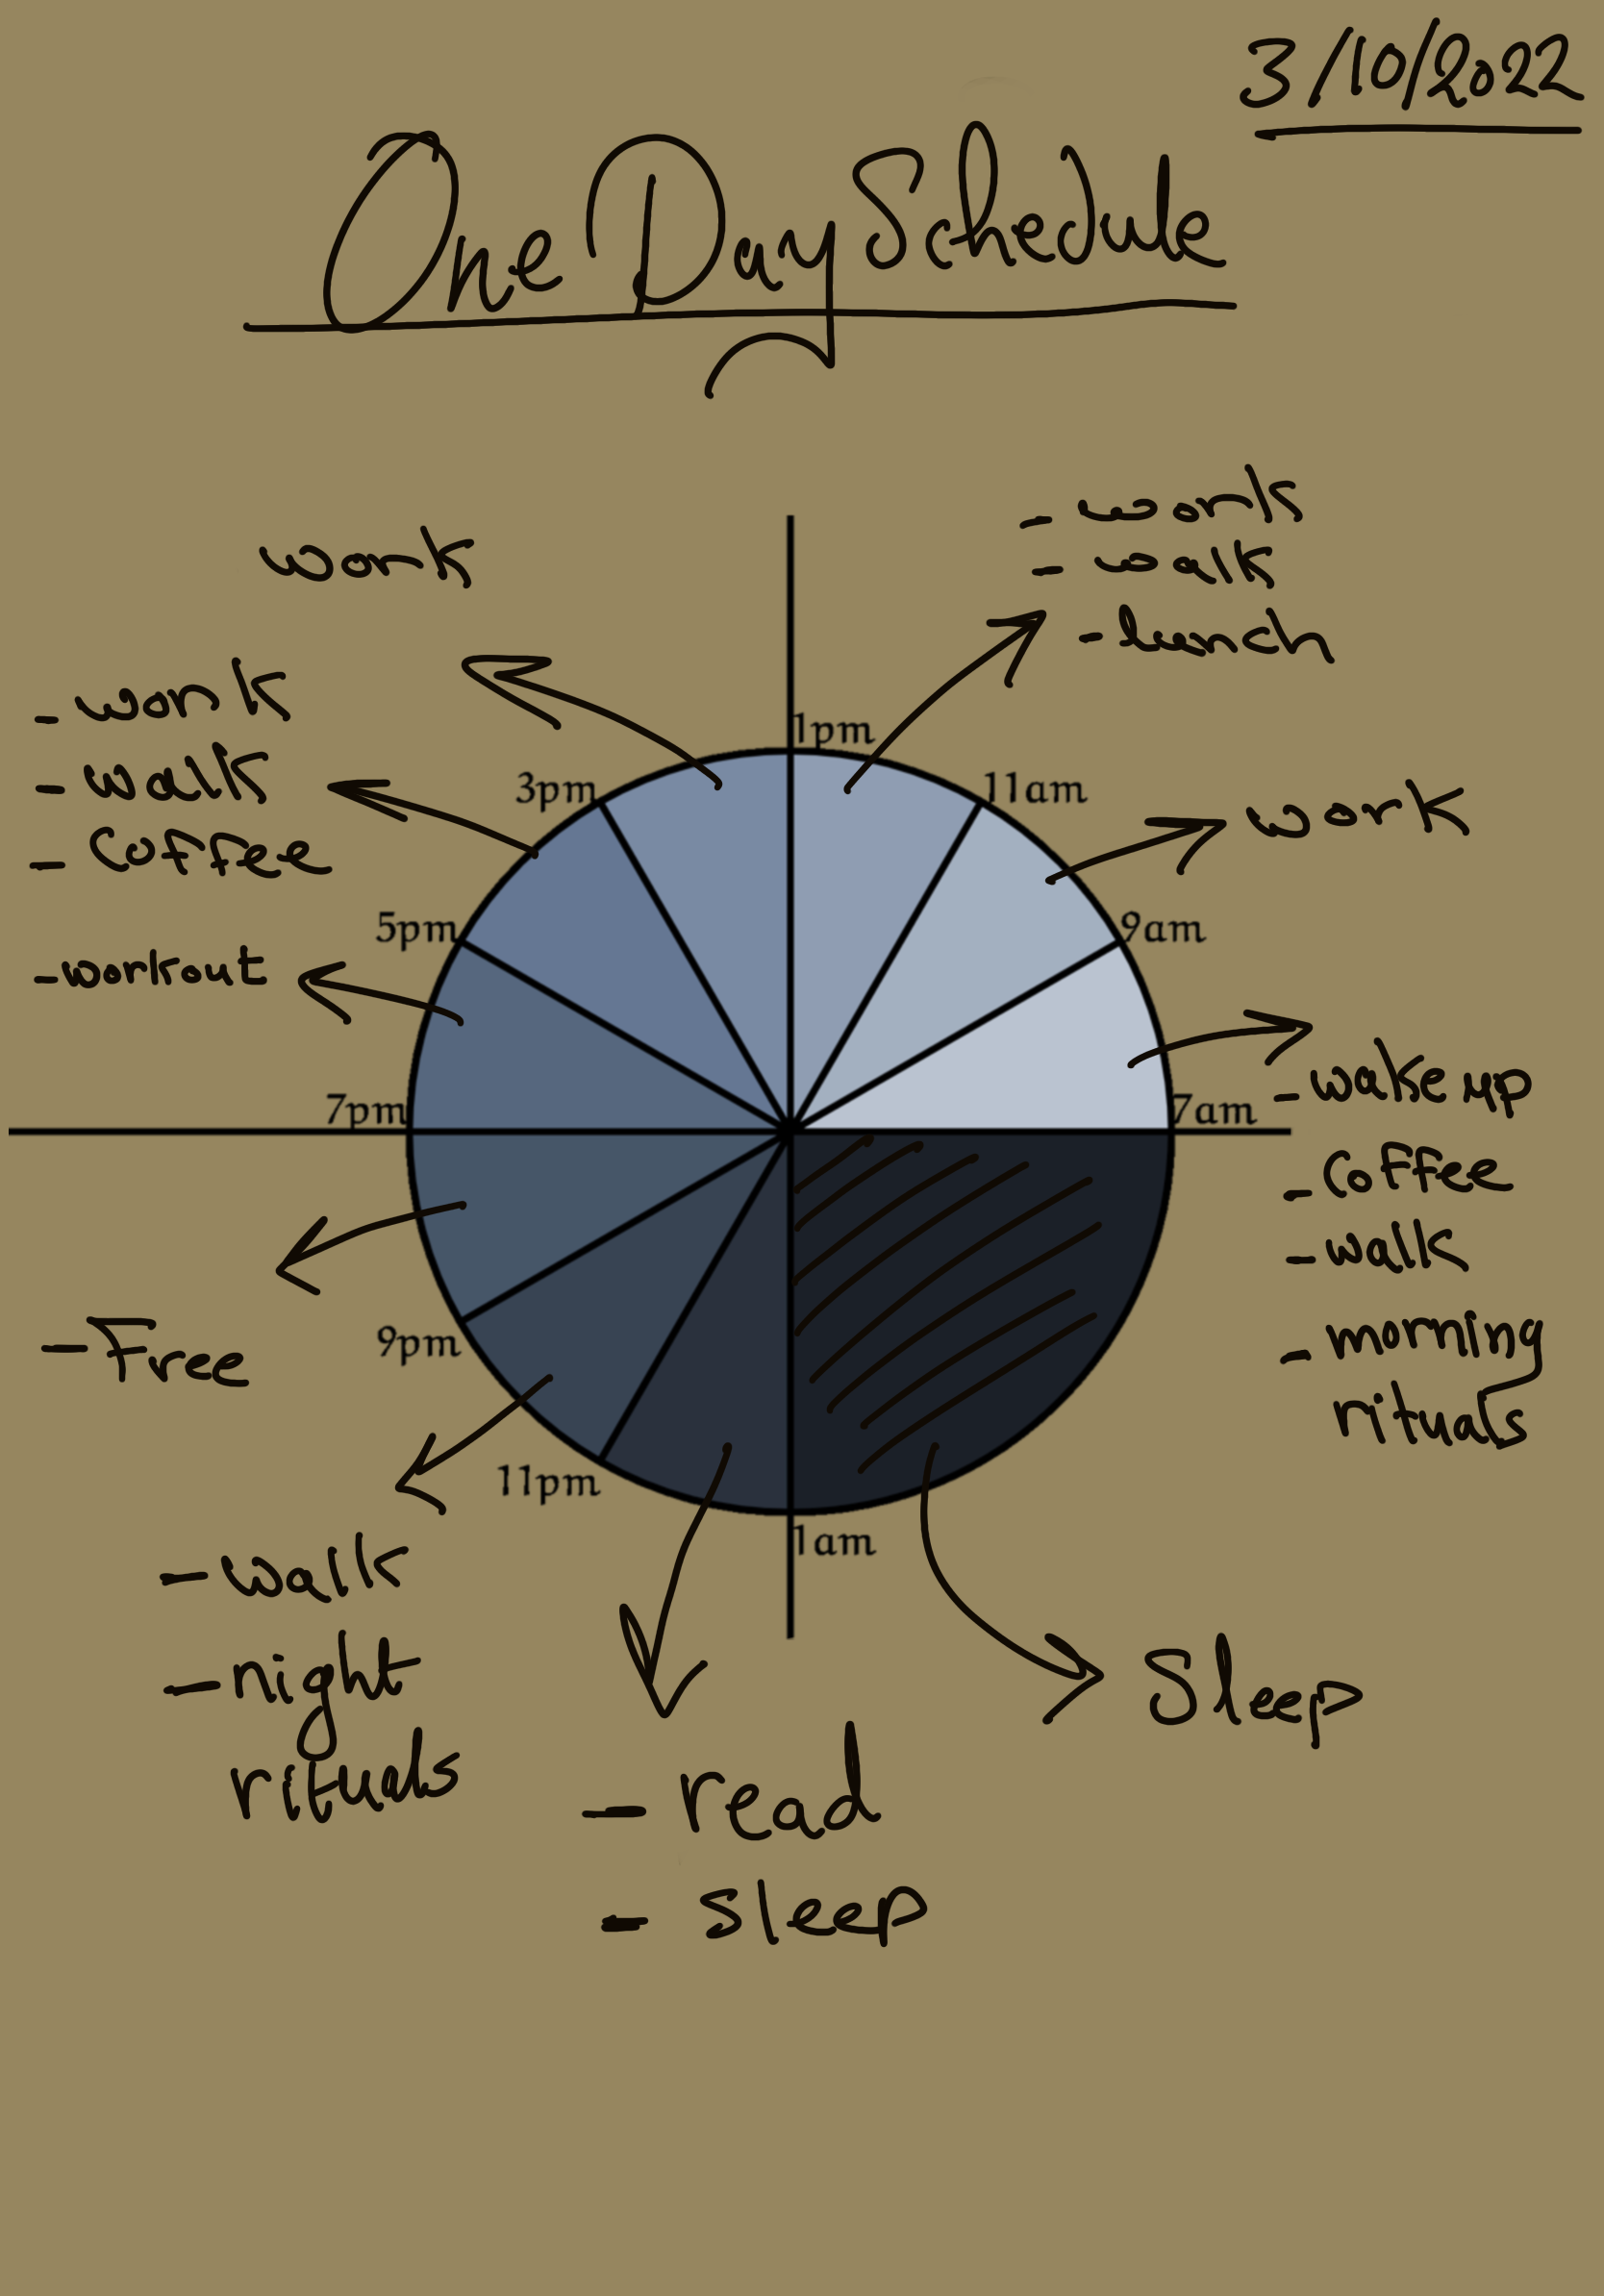 3/10/2022
One Day Schedule
- work
- walk
- lunch
work
1pm
11am
work
9am
- wake up
- coffee
- walk
- morning
rituals
7am
3pm
- work
- walk
- coffee
5pm
- workout
7pm
- Free
9pm
- walk
- right
rituals
11pm
- read
- sleep
1am
Sleep